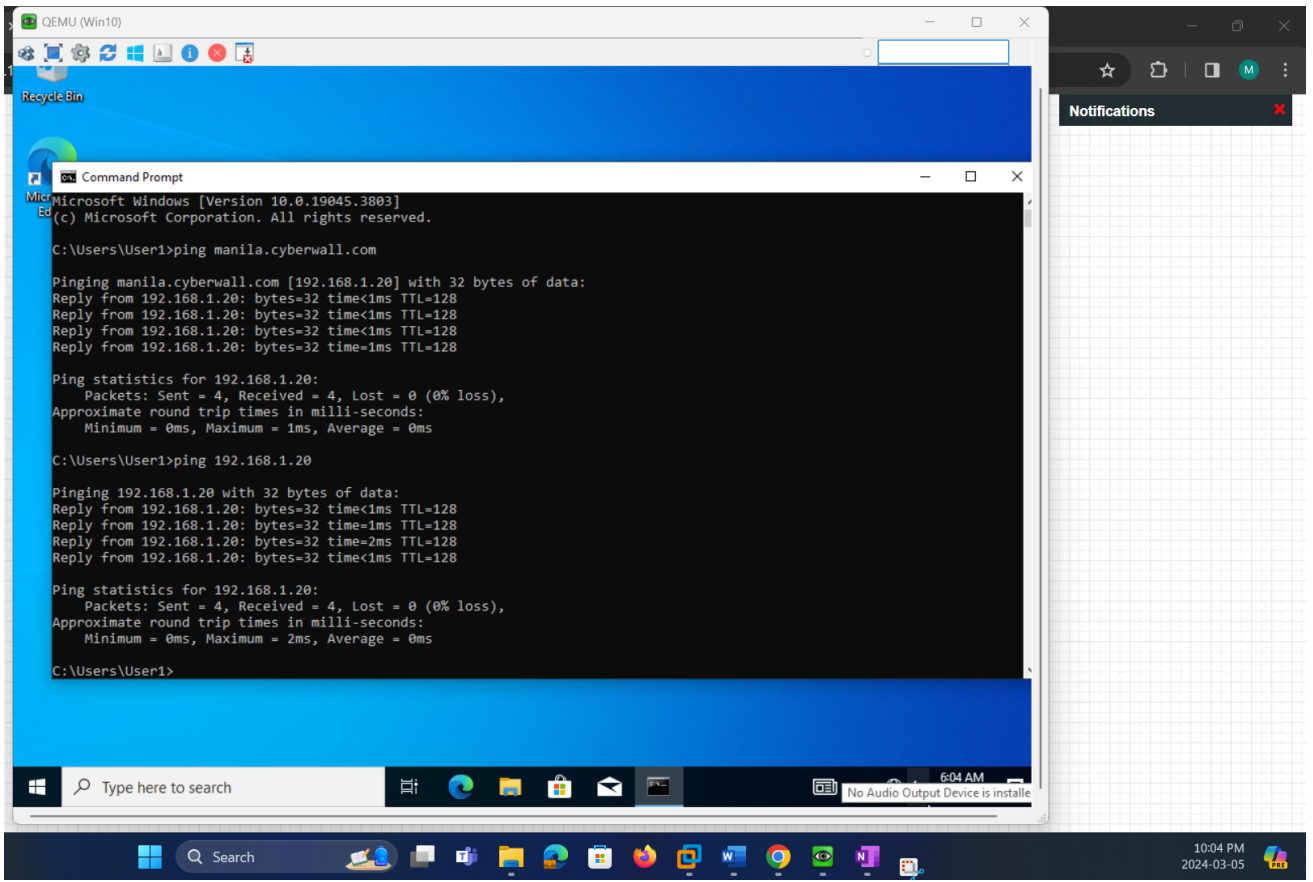 QEMU (Win10)
Recycle Bin
Notifications
Command Prompt
Microsoft Windows [Version 10.0.19045.3803]
(c) Microsoft Corporation. All rights reserved.
C:\Users\User1>ping manila.cyberwall.com
Pinging manila.cyberwall.com [192.168.1.20] with 32 bytes of data:
Reply from 192.168.1.20: bytes=32 time<1ms TTL=128
Reply from 192.168.1.20: bytes=32 time<1ms TTL=128
Reply from 192.168.1.20: bytes=32 time<1ms TTL=128
Reply from 192.168.1.20: bytes=32 time=1ms TTL=128
Ping statistics for 192.168.1.20:
Packets: Sent = 4, Received = 4, Lost = 0 (0% loss),
Approximate round trip times in milli-seconds:
Minimum = 0ms, Maximum = 1ms, Average = 0ms
C:\Users\User1>ping 192.168.1.20
Pinging 192.168.1.20 with 32 bytes of data:
Reply from 192.168.1.20: bytes=32 time<1ms TTL=128
Reply from 192.168.1.20: bytes=32 time=1ms TTL=128
Reply from 192.168.1.20: bytes=32 time=2ms TTL=128
Reply from 192.168.1.20: bytes=32 time<1ms TTL=128
Ping statistics for 192.168.1.20:
Packets: Sent = 4, Received = 4, Lost = 0 (0% loss),
Approximate round trip times in milli-seconds:
Minimum = 0ms, Maximum = 2ms, Average = 0ms
C:\Users\User1>
Type here to search
6:04 AM
No Audio Output Device is installe
Search
10:04 PM
2024-03-05